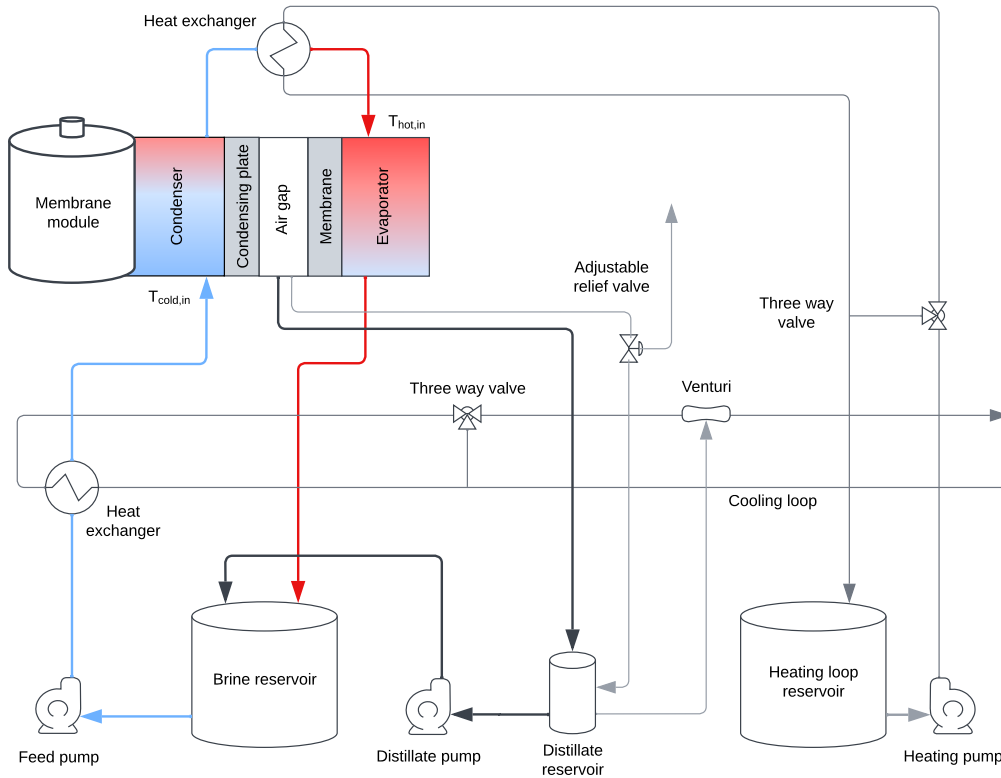 Heat exchanger
T hot,in
Membrane
module
Condenser
Condensing plate
Air gap
Membrane
Evaporator
T cold,in
Adjustable
relief valve
Three way
valve
Three way valve
Venturi
Heat
exchanger
Cooling loop
Brine reservoir
Heating loop
reservoir
Feed pump
Distillate pump
Distillate
reservoir
Heating pump